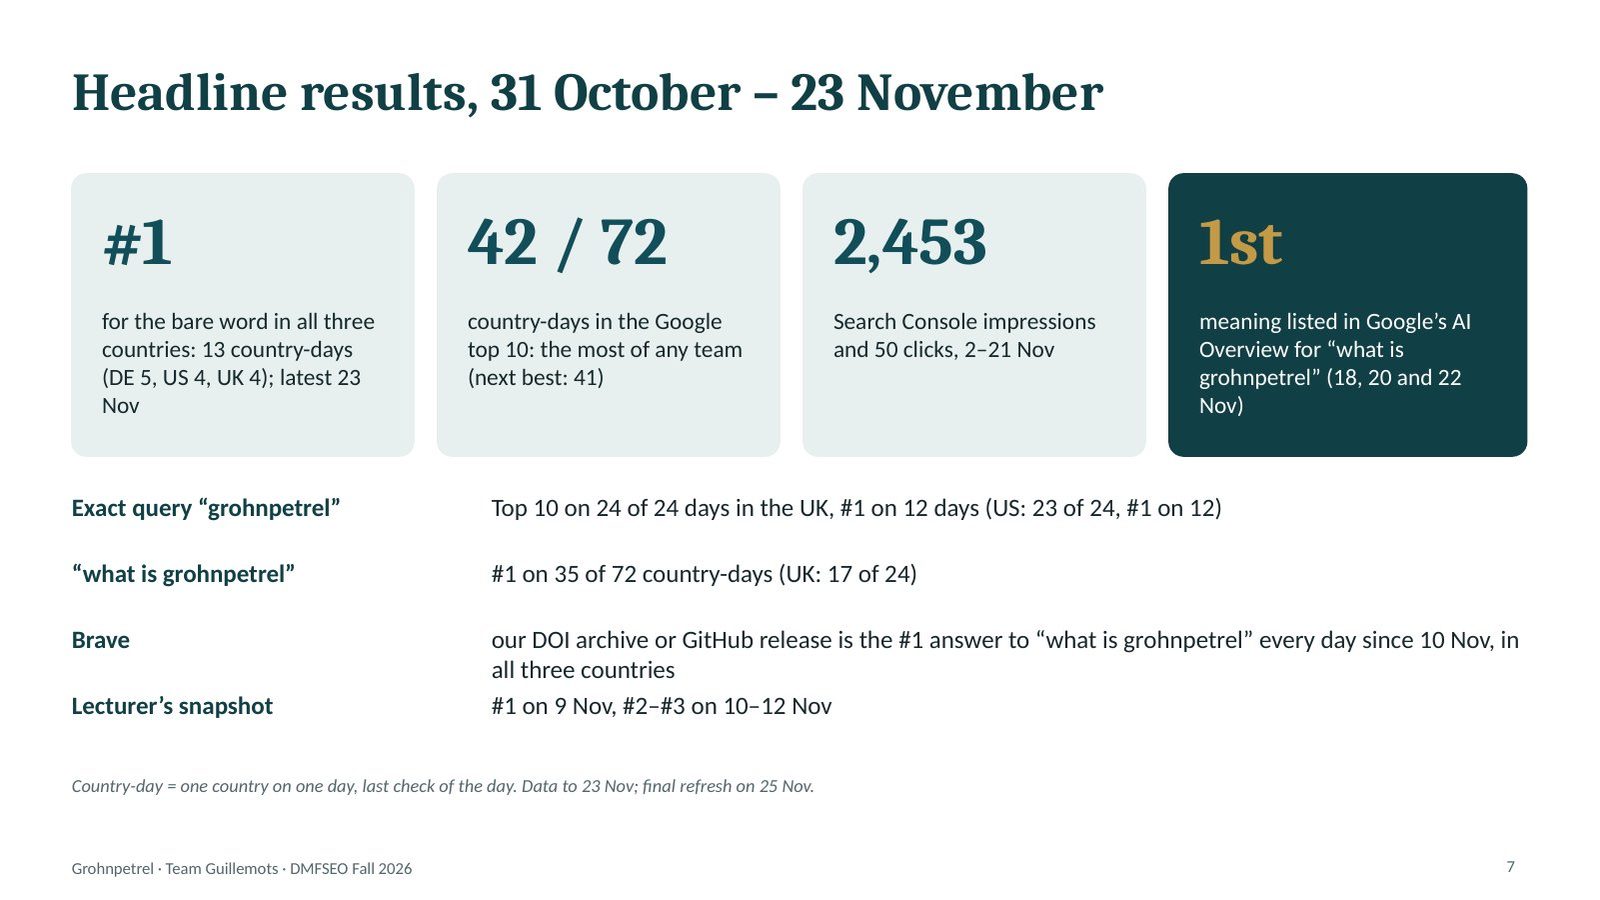 Headline results, 31 October – 23 November
#1
for the bare word in all three
countries: 13 country-days
(DE 5, US 4, UK 4); latest 23
Nov
42 / 72
country-days in the Google
top 10: the most of any team
(next best: 41)
2,453
Search Console impressions
and 50 clicks, 2–21 Nov
1st
meaning listed in Google’s AI
Overview for “what is
grohnpetrel” (18, 20 and 22
Nov)
Exact query “grohnpetrel”
Top 10 on 24 of 24 days in the UK, #1 on 12 days (US: 23 of 24, #1 on 12)
“what is grohnpetrel”
#1 on 35 of 72 country-days (UK: 17 of 24)
Brave
our DOI archive or GitHub release is the #1 answer to “what is grohnpetrel” every day since 10 Nov, in
all three countries
Lecturer’s snapshot
#1 on 9 Nov, #2–#3 on 10–12 Nov
Country-day = one country on one day, last check of the day. Data to 23 Nov; final refresh on 25 Nov.
Grohnpetrel · Team Guillemots · DMFSEO Fall 2026
7